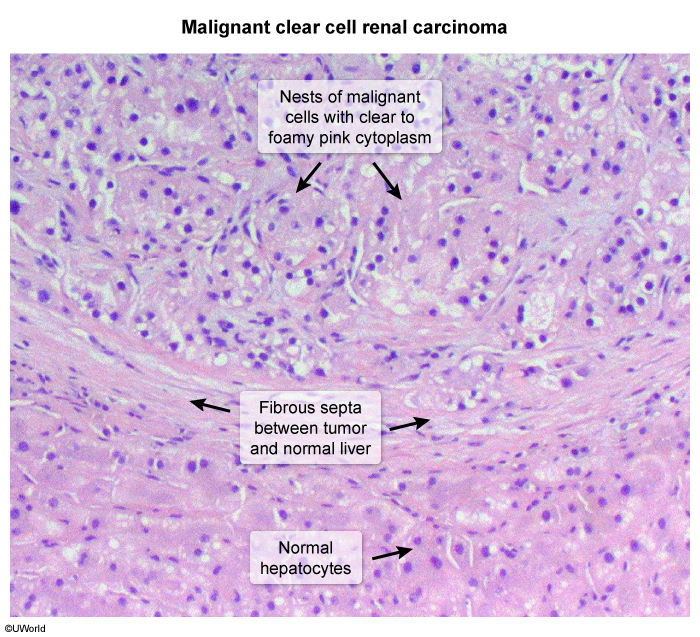 Malignant clear cell renal carcinoma
Nests of malignant
cells with clear to
foamy pink cytoplasm
Fibrous septa
between tumor
and normal liver
Normal
hepatocytes
©UWorld